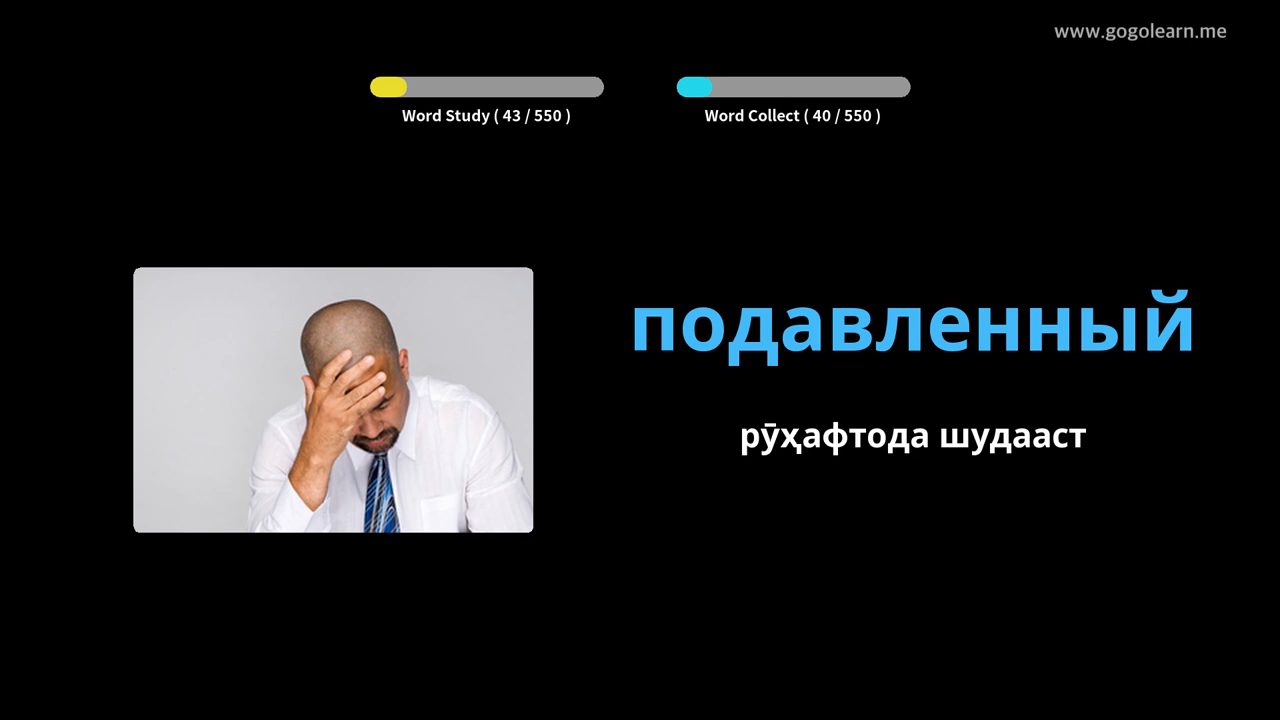 www.gogolearn.me
Word Study ( 43 / 550 )
Word Collect ( 40 / 550 )
подавленный
рӯҳафтода шудааст